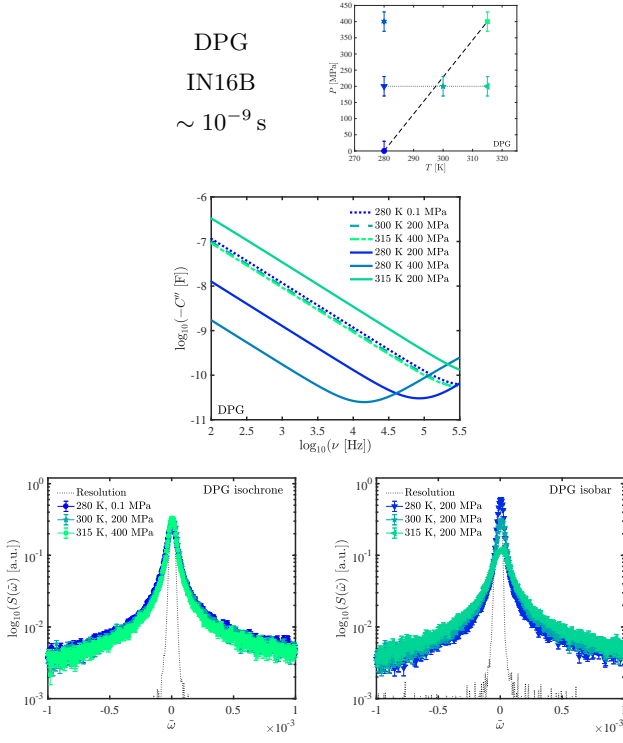 DPG
IN16B
∼ 10⁻⁹ s
450
400
350
300
250
200
150
100
50
0
P [MPa]
270 280 290 300 310 320
T [K]
DPG
-6
-7
-8
-9
-10
-11
log₁₀(−C″ [F])
280 K 0.1 MPa
300 K 200 MPa
315 K 400 MPa
280 K 200 MPa
280 K 400 MPa
315 K 200 MPa
DPG
2 2.5 3 3.5 4 4.5 5 5.5
log₁₀(ν [Hz])
10⁰
10⁻¹
10⁻²
10⁻³
log₁₀(S(ω̃) [a.u.])
Resolution
280 K, 0.1 MPa
300 K, 200 MPa
315 K, 400 MPa
DPG isochrone
-1 -0.5 0 0.5 1
ω̃
×10⁻³
10⁰
10⁻¹
10⁻²
10⁻³
log₁₀(S(ω̃) [a.u.])
Resolution
280 K, 200 MPa
300 K, 200 MPa
315 K, 200 MPa
DPG isobar
-1 -0.5 0 0.5 1
ω̃
×10⁻³